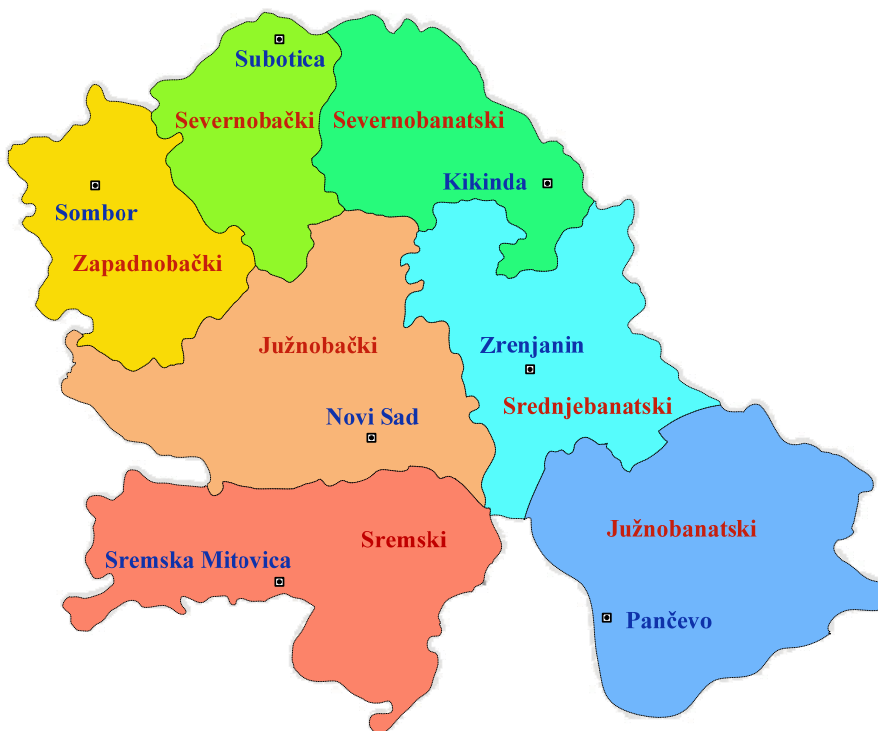 Subotica
Severnobački
Severnobanatski
Kikinda
Sombor
Zapadnobački
Južnobački
Zrenjanin
Srednjebanatski
Novi Sad
Južnobanatski
Sremski
Sremska Mitovica
Pančevo